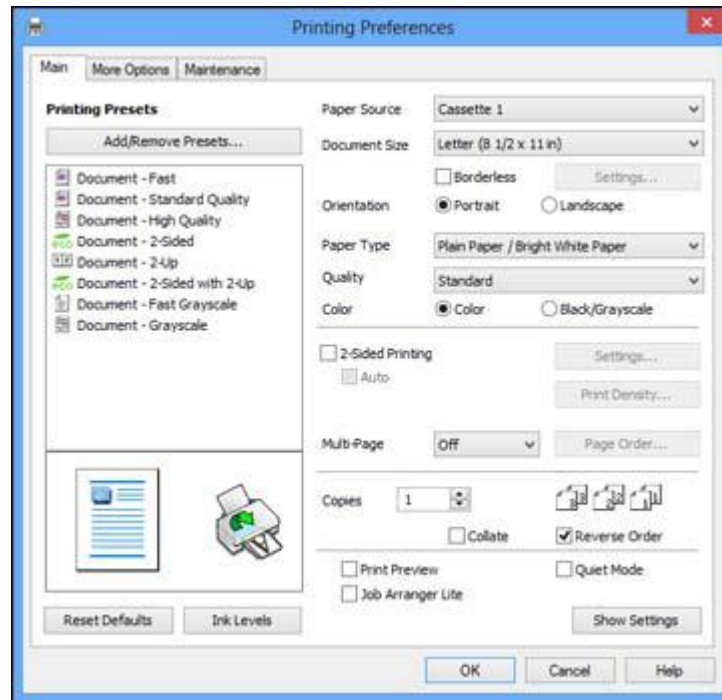 Printing Preferences
Main
More Options
Maintenance
Printing Presets
Add/Remove Presets...
Document - Fast
Document - Standard Quality
Document - High Quality
Document - 2-Sided
Document - 2-Up
Document - 2-Sided with 2-Up
Document - Fast Grayscale
Document - Grayscale
Reset Defaults
Ink Levels
Paper Source
Cassette 1
Document Size
Letter (8 1/2 x 11 in)
Borderless
Settings...
Orientation
Portrait
Landscape
Paper Type
Plain Paper / Bright White Paper
Quality
Standard
Color
Color
Black/Grayscale
2-Sided Printing
Settings...
Auto
Print Density...
Multi-Page
Off
Page Order...
Copies
1
Collate
Reverse Order
Print Preview
Quiet Mode
Job Arranger Lite
Show Settings
OK
Cancel
Help